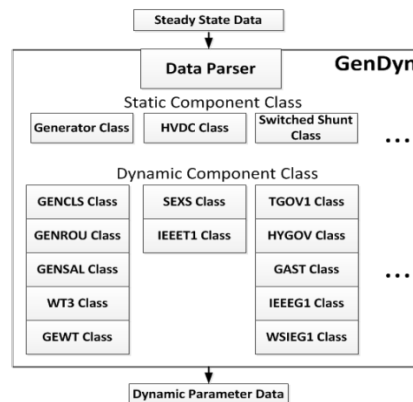 Steady State Data
Data Parser
GenDyn
Static Component Class
Generator Class
HVDC Class
Switched Shunt
Class
...
Dynamic Component Class
GENCLS Class
SEXS Class
TGOV1 Class
GENROU Class
IEEET1 Class
HYGOV Class
GENSAL Class
GAST Class
...
WT3 Class
IEEEG1 Class
GEWT Class
WSIEG1 Class
Dynamic Parameter Data